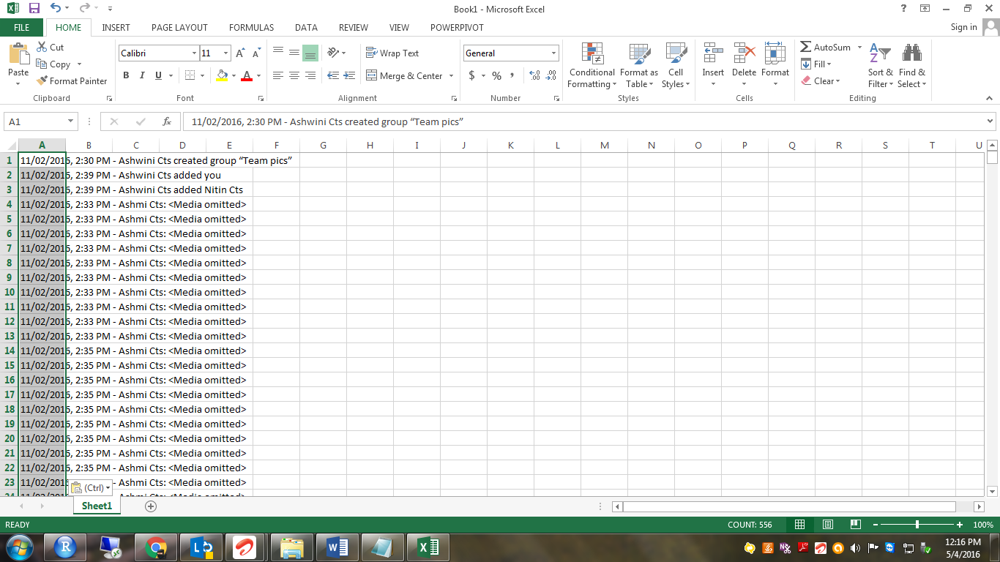 Book1 - Microsoft Excel
FILE HOME INSERT PAGE LAYOUT FORMULAS DATA REVIEW VIEW POWERPIVOT Sign in
Paste
Cut
Copy
Format Painter
Clipboard
Calibri 11
B I U
Font
Wrap Text
Merge & Center
Alignment
General
$ % ,
Number
Conditional Formatting
Format as Table
Cell Styles
Styles
Insert Delete Format
Cells
AutoSum
Fill
Clear
Sort & Filter
Find & Select
Editing
A1 fx 11/02/2016, 2:30 PM - Ashwini Cts created group “Team pics”
A B C D E F G H I J K L M N O P Q R S T U
1 11/02/2016, 2:30 PM - Ashwini Cts created group “Team pics”
2 11/02/2016, 2:39 PM - Ashwini Cts added you
3 11/02/2016, 2:39 PM - Ashwini Cts added Nitin Cts
4 11/02/2016, 2:33 PM - Ashmi Cts: <Media omitted>
5 11/02/2016, 2:33 PM - Ashmi Cts: <Media omitted>
6 11/02/2016, 2:33 PM - Ashmi Cts: <Media omitted>
7 11/02/2016, 2:33 PM - Ashmi Cts: <Media omitted>
8 11/02/2016, 2:33 PM - Ashmi Cts: <Media omitted>
9 11/02/2016, 2:33 PM - Ashmi Cts: <Media omitted>
10 11/02/2016, 2:33 PM - Ashmi Cts: <Media omitted>
11 11/02/2016, 2:33 PM - Ashmi Cts: <Media omitted>
12 11/02/2016, 2:33 PM - Ashmi Cts: <Media omitted>
13 11/02/2016, 2:33 PM - Ashmi Cts: <Media omitted>
14 11/02/2016, 2:35 PM - Ashmi Cts: <Media omitted>
15 11/02/2016, 2:35 PM - Ashmi Cts: <Media omitted>
16 11/02/2016, 2:35 PM - Ashmi Cts: <Media omitted>
17 11/02/2016, 2:35 PM - Ashmi Cts: <Media omitted>
18 11/02/2016, 2:35 PM - Ashmi Cts: <Media omitted>
19 11/02/2016, 2:35 PM - Ashmi Cts: <Media omitted>
20 11/02/2016, 2:35 PM - Ashmi Cts: <Media omitted>
21 11/02/2016, 2:35 PM - Ashmi Cts: <Media omitted>
22 11/02/2016, 2:35 PM - Ashmi Cts: <Media omitted>
23 11/02/201 (Ctrl) - Ashmi Cts: <Media omitted>
Sheet1
READY COUNT: 556 100%
12:16 PM
5/4/2016